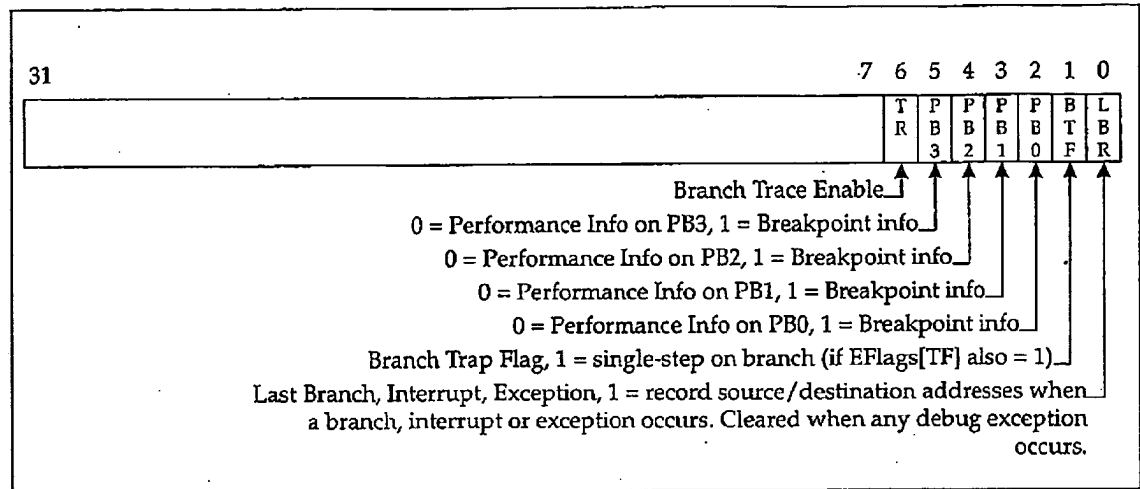 31 7 6 5 4 3 2 1 0
T P P P P B L
R B B B B T B
3 2 1 0 F R
Branch Trace Enable
0 = Performance Info on PB3, 1 = Breakpoint info
0 = Performance Info on PB2, 1 = Breakpoint info
0 = Performance Info on PB1, 1 = Breakpoint info
0 = Performance Info on PB0, 1 = Breakpoint info
Branch Trap Flag, 1 = single-step on branch (if EFlags[TF] also = 1)
Last Branch, Interrupt, Exception, 1 = record source/destination addresses when
a branch, interrupt or exception occurs. Cleared when any debug exception
occurs.